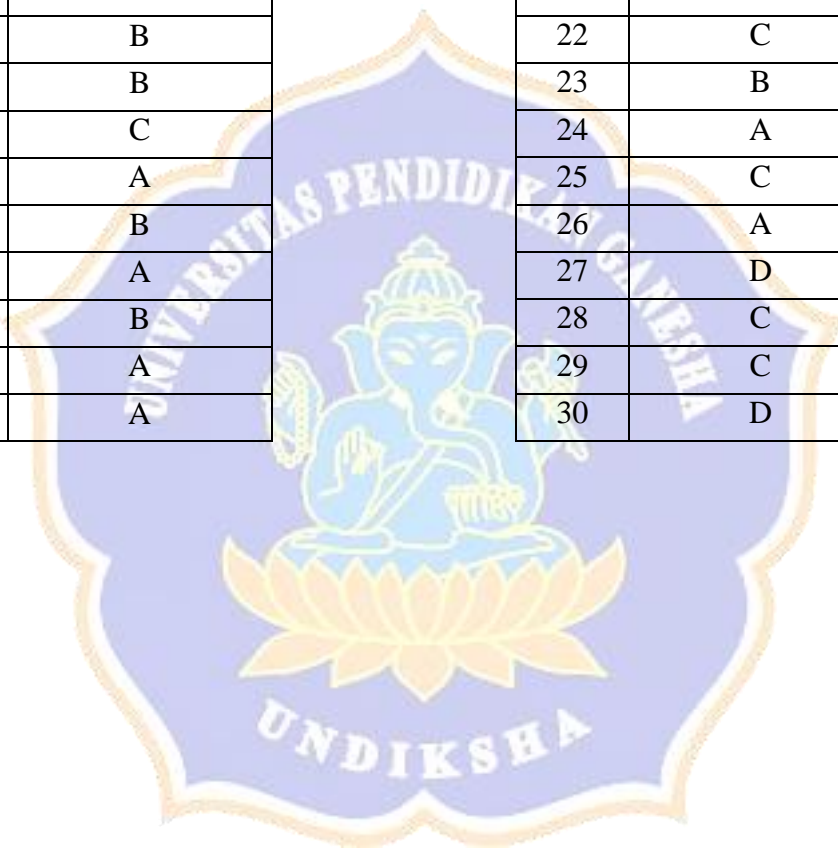 B 22 C
B 23 B
C 24 A
A 25 C
B 26 A
A 27 D
B 28 C
A 29 C
A 30 D
UNIVERSITAS PENDIDIKAN GANESHA
UNDIKSHA